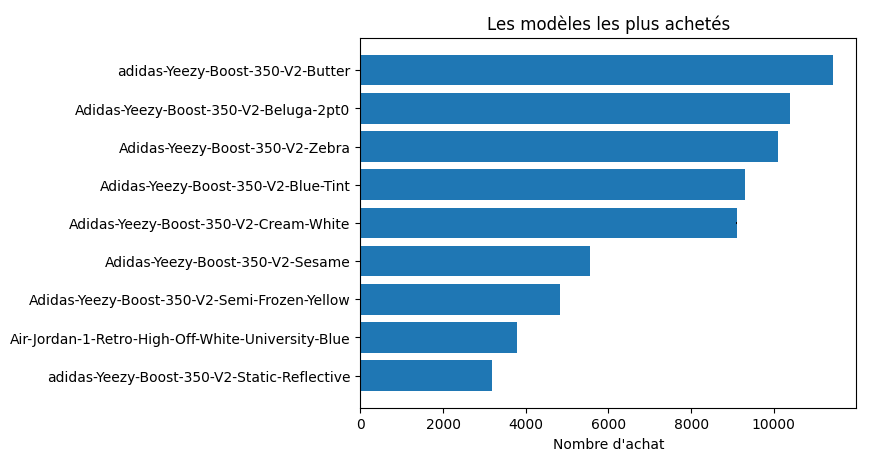 Les modèles les plus achetés
adidas-Yeezy-Boost-350-V2-Butter
Adidas-Yeezy-Boost-350-V2-Beluga-2pt0
Adidas-Yeezy-Boost-350-V2-Zebra
Adidas-Yeezy-Boost-350-V2-Blue-Tint
Adidas-Yeezy-Boost-350-V2-Cream-White
Adidas-Yeezy-Boost-350-V2-Sesame
Adidas-Yeezy-Boost-350-V2-Semi-Frozen-Yellow
Air-Jordan-1-Retro-High-Off-White-University-Blue
adidas-Yeezy-Boost-350-V2-Static-Reflective
0 2000 4000 6000 8000 10000
Nombre d'achat